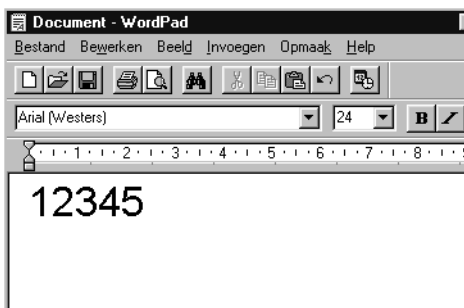 Document - WordPad
Bestand Bewerken Beeld Invoegen Opmaak Help
Arial (Westers) 24 B I
1 2 3 4 5 6 7 8 9
12345